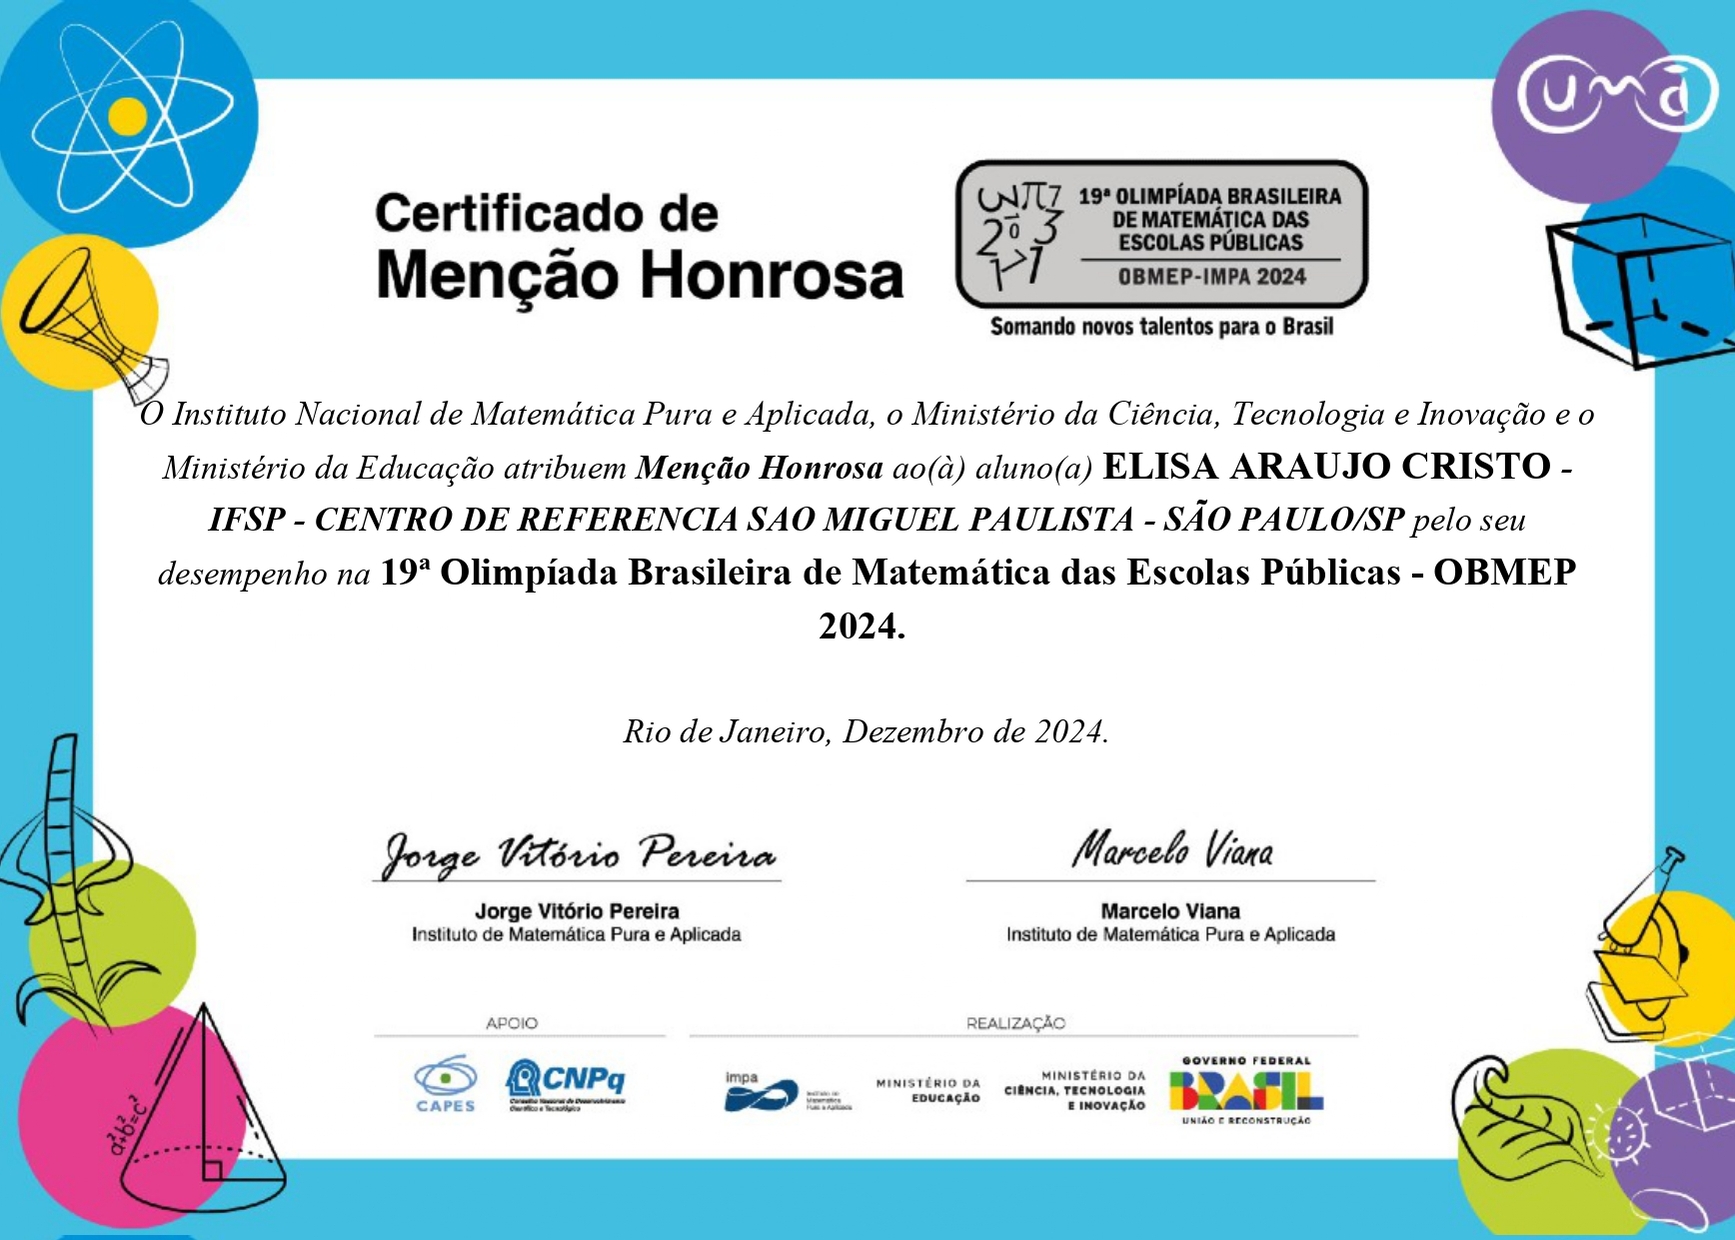 umã
Certificado de
Menção Honrosa
19ª OLIMPÍADA BRASILEIRA
DE MATEMÁTICA DAS
ESCOLAS PÚBLICAS
OBMEP-IMPA 2024
Somando novos talentos para o Brasil
O Instituto Nacional de Matemática Pura e Aplicada, o Ministério da Ciência, Tecnologia e Inovação e o
Ministério da Educação atribuem Menção Honrosa ao(à) aluno(a) ELISA ARAUJO CRISTO -
IFSP - CENTRO DE REFERENCIA SAO MIGUEL PAULISTA - SÃO PAULO/SP pelo seu
desempenho na 19ª Olimpíada Brasileira de Matemática das Escolas Públicas - OBMEP
2024.
Rio de Janeiro, Dezembro de 2024.
Jorge Vitório Pereira
Jorge Vitório Pereira
Instituto de Matemática Pura e Aplicada
Marcelo Viana
Marcelo Viana
Instituto de Matemática Pura e Aplicada
APOIO
CAPES
CNPq
Conselho Nacional de Desenvolvimento
Científico e Tecnológico
REALIZAÇÃO
impa
Instituto de
Matemática
Pura e Aplicada
MINISTÉRIO DA
EDUCAÇÃO
MINISTÉRIO DA
CIÊNCIA, TECNOLOGIA
E INOVAÇÃO
GOVERNO FEDERAL
BRASIL
UNIÃO E RECONSTRUÇÃO
a²+b²=c²